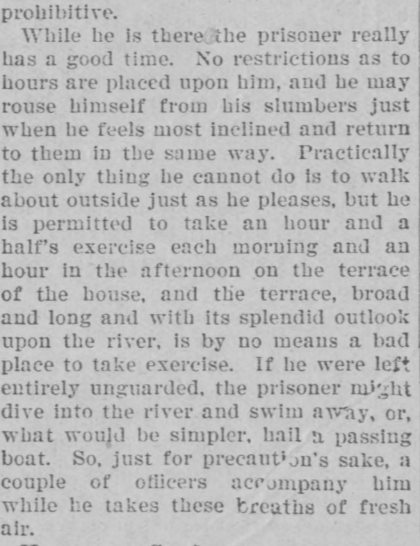 prohibitive.
While he is there the prisoner really
has a good time. No restrictions as to
hours are placed upon him, and he may
rouse himself from his slumbers just
when he feels most inclined and return
to them in the same way. Practically
the only thing he cannot do is to walk
about outside just as he pleases, but he
is permitted to take an hour and a
half's exercise each morning and an
hour in the afternoon on the terrace
of the house, and the terrace, broad
and long and with its splendid outlook
upon the river, is by no means a bad
place to take exercise. If he were left
entirely unguarded, the prisoner might
dive into the river and swim away, or,
what would be simpler, hail a passing
boat. So, just for precaution's sake, a
couple of officers accompany him
while he takes these breaths of fresh
air.